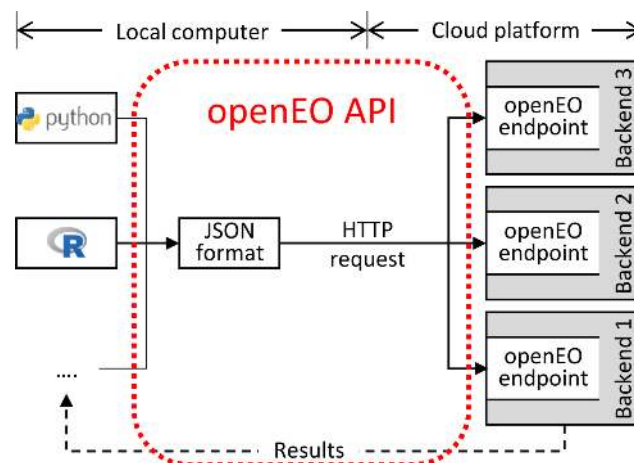 Local computer
Cloud platform
openEO API
python
R
....
JSON
format
HTTP
request
openEO
endpoint
Backend 3
openEO
endpoint
Backend 2
openEO
endpoint
Backend 1
Results